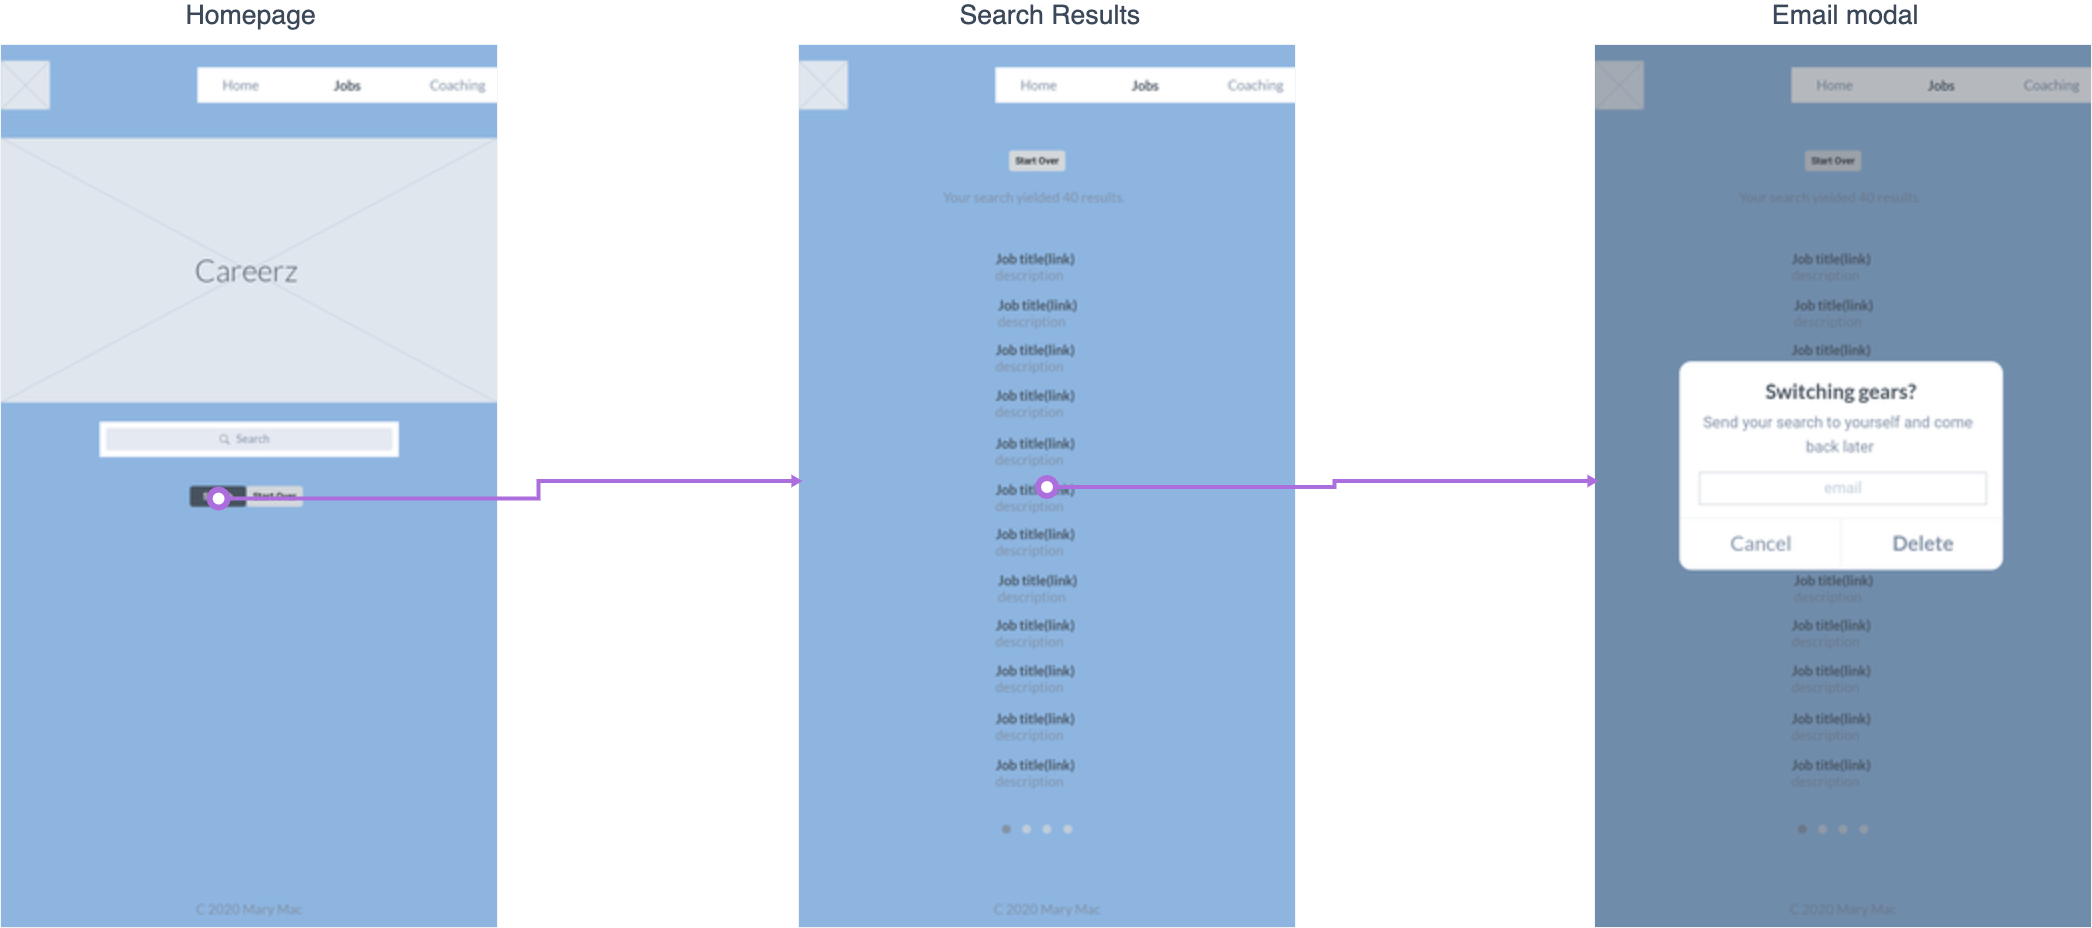 Homepage
Home Jobs Coaching
Careerz
Search
Start Over
C 2020 Mary Mac
Search Results
Home Jobs Coaching
Start Over
Your search yielded 40 results.
Job title(link)
description
Job title(link)
description
Job title(link)
description
Job title(link)
description
Job title(link)
description
description
Job title(link)
description
Job title(link)
description
Job title(link)
description
Job title(link)
description
Job title(link)
description
Job title(link)
description
C 2020 Mary Mac
Email modal
Home Jobs Coaching
Start Over
Your search yielded 40 results.
Job title(link)
description
Job title(link)
description
Job title(link)
Switching gears?
Send your search to yourself and come
back later
email
Cancel Delete
Job title(link)
description
Job title(link)
description
Job title(link)
description
Job title(link)
description
Job title(link)
description
C 2020 Mary Mac